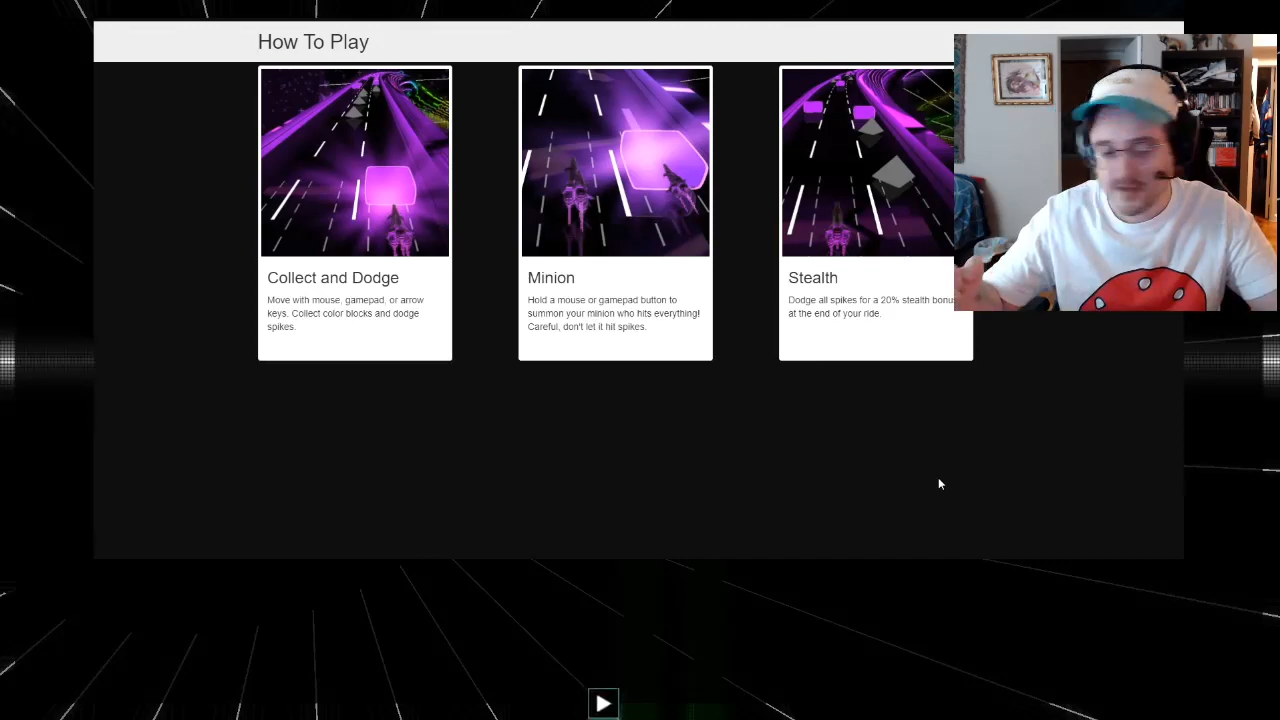 How To Play
Collect and Dodge
Move with mouse, gamepad, or arrow
keys. Collect color blocks and dodge
spikes.
Minion
Hold a mouse or gamepad button to
summon your minion who hits everything!
Careful, don't let it hit spikes.
Stealth
Dodge all spikes for a 20% stealth bonus
at the end of your ride.